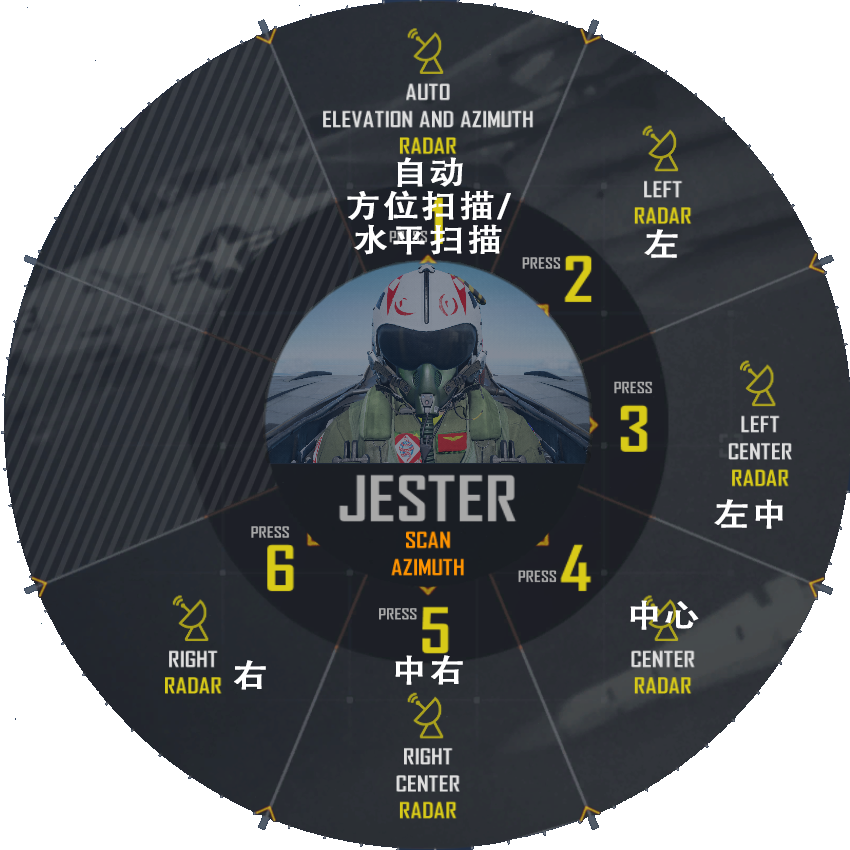 AUTO
ELEVATION AND AZIMUTH
RADAR
自动
方位扫描/
水平扫描
LEFT
RADAR
左
PRESS 2
PRESS
3
LEFT
CENTER
RADAR
左中
JESTER
SCAN
AZIMUTH
PRESS 4
中心
CENTER
RADAR
PRESS 5
中右
RIGHT
CENTER
RADAR
PRESS
6
RIGHT
RADAR
右